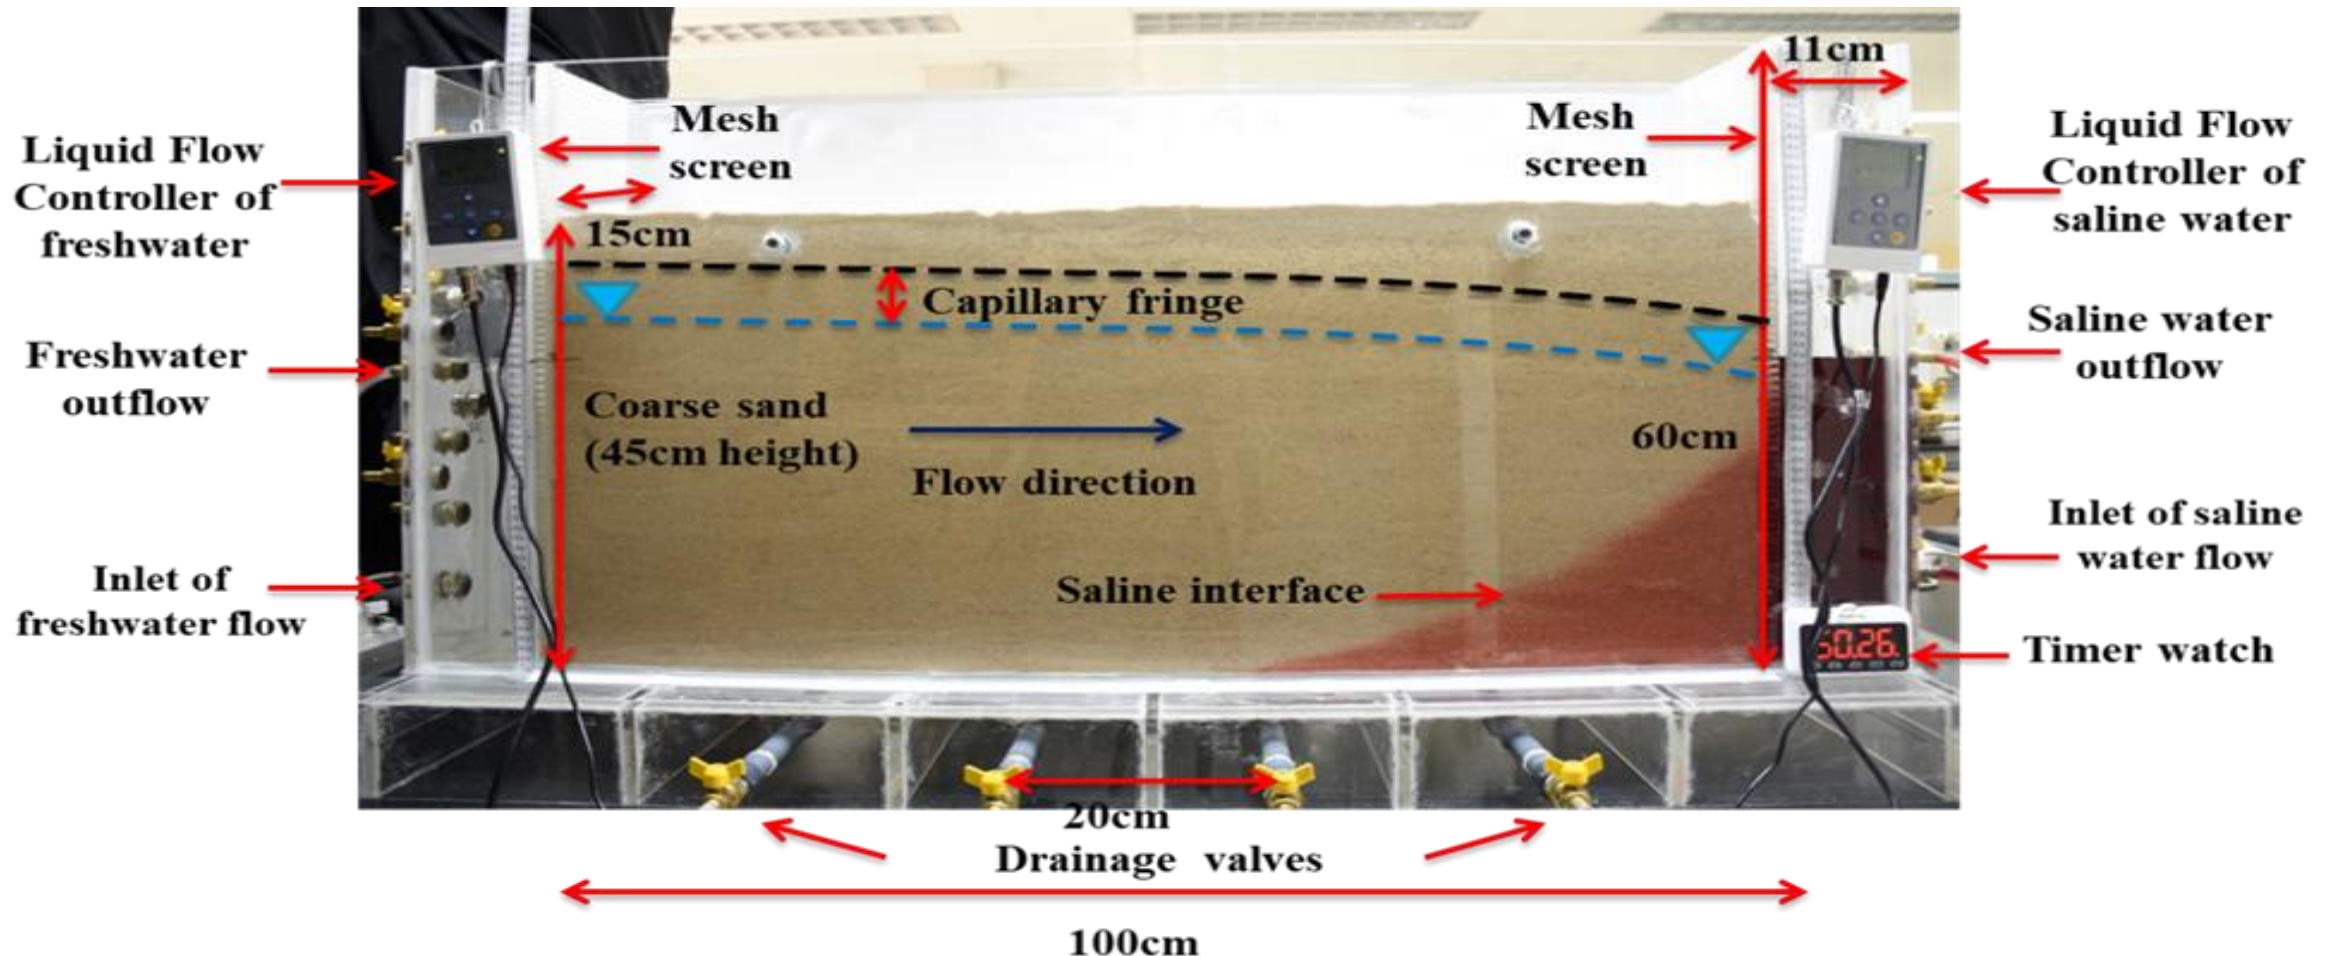 11cm
Mesh
screen
Mesh
screen
Liquid Flow
Controller of
freshwater
Liquid Flow
Controller of
saline water
15cm
Capillary fringe
Freshwater
outflow
Saline water
outflow
Coarse sand
(45cm height)
60cm
Flow direction
Inlet of
freshwater flow
Saline interface
Inlet of saline
water flow
50.26.
Timer watch
20cm
Drainage valves
100cm